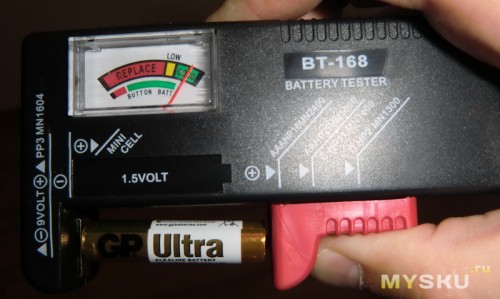 LOW
REPLACE
BUTTON BATT
BT-168
BATTERY TESTER
9VOLT PP3 MN1604
MINI
CELL
1.5VOLT
MN1300
GP Ultra
ALKALINE BATTERY
MYSKU.ru